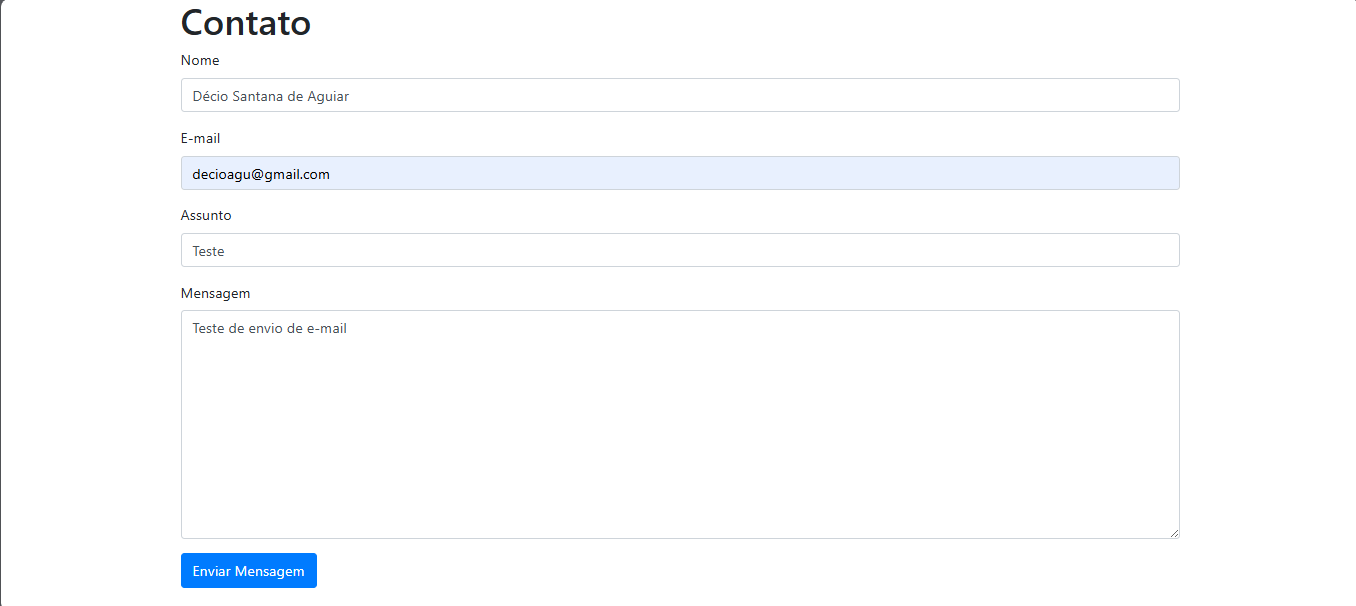 Contato
Nome
Décio Santana de Aguiar
E-mail
decioagu@gmail.com
Assunto
Teste
Mensagem
Teste de envio de e-mail
Enviar Mensagem